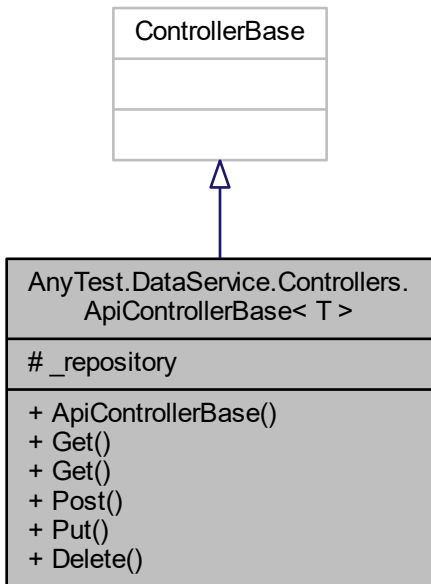 ControllerBase
AnyTest.DataService.Controllers.
ApiControllerBase< T >
# _repository
+ ApiControllerBase()
+ Get()
+ Get()
+ Post()
+ Put()
+ Delete()